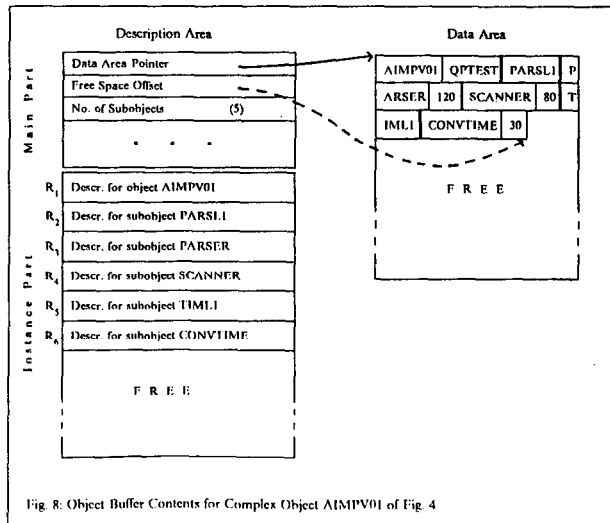 Description Area
Data Area
Main Part
Data Area Pointer
Free Space Offset
No. of Subobjects (5)
. . .
Instance Part
R1 Descr. for object AIMPV01
R2 Descr. for subobject PARSL1
R3 Descr. for subobject PARSER
R4 Descr. for subobject SCANNER
R5 Descr. for subobject TIML1
R6 Descr. for subobject CONVTIME
F R E E
AIMPV01 QPTEST PARSL1 P
ARSER 120 SCANNER 80 T
IML1 CONVTIME 30
F R E E
Fig. 8: Object Buffer Contents for Complex Object AIMPV01 of Fig. 4